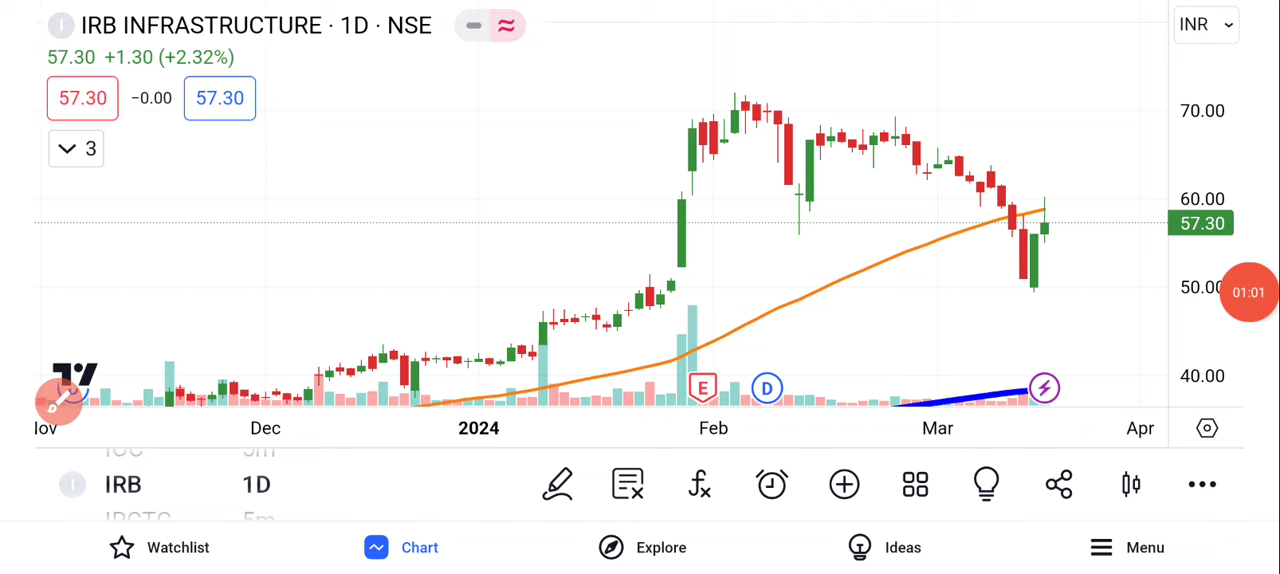 I IRB INFRASTRUCTURE · 1D · NSE
INR
57.30 +1.30 (+2.32%)
57.30 −0.00 57.30
3
70.00
60.00
57.30
50.00
01:01
40.00
E D
Dec 2024 Feb Mar Apr
I IRB 1D
Watchlist Chart Explore Ideas Menu